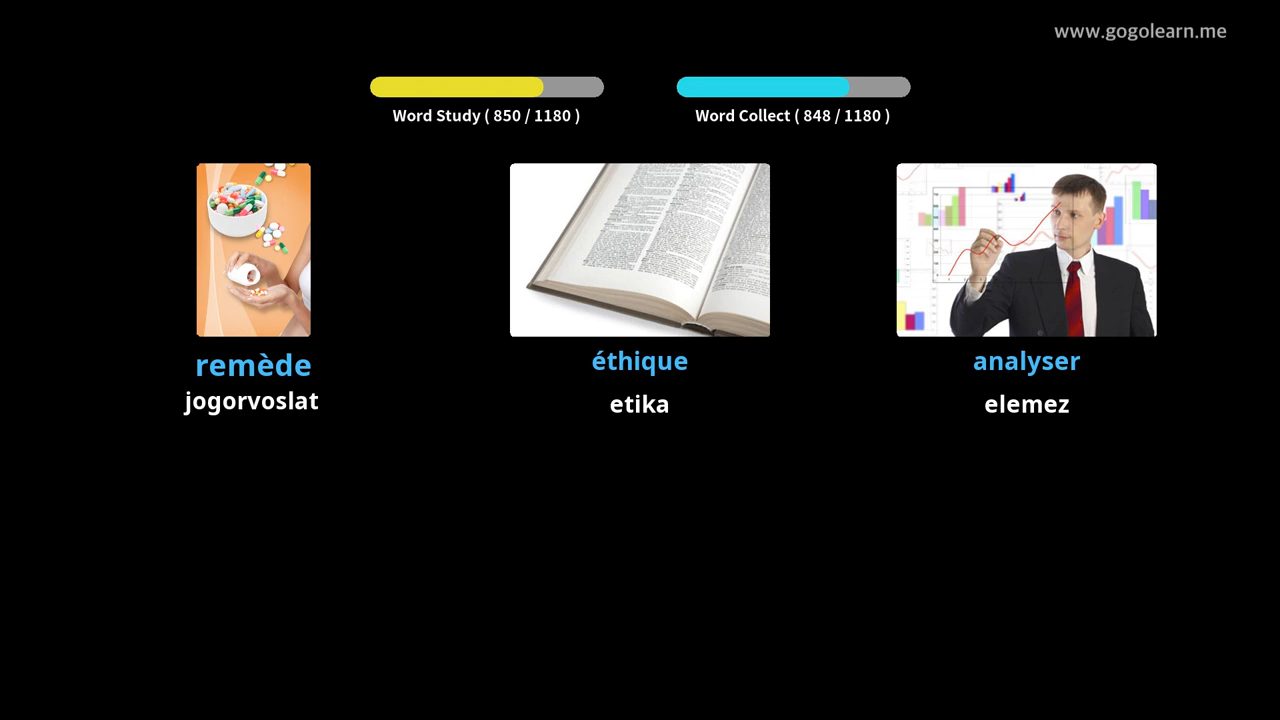 www.gogolearn.me
Word Study ( 850 / 1180 )
Word Collect ( 848 / 1180 )
remède
éthique
analyser
jogorvoslat
etika
elemez